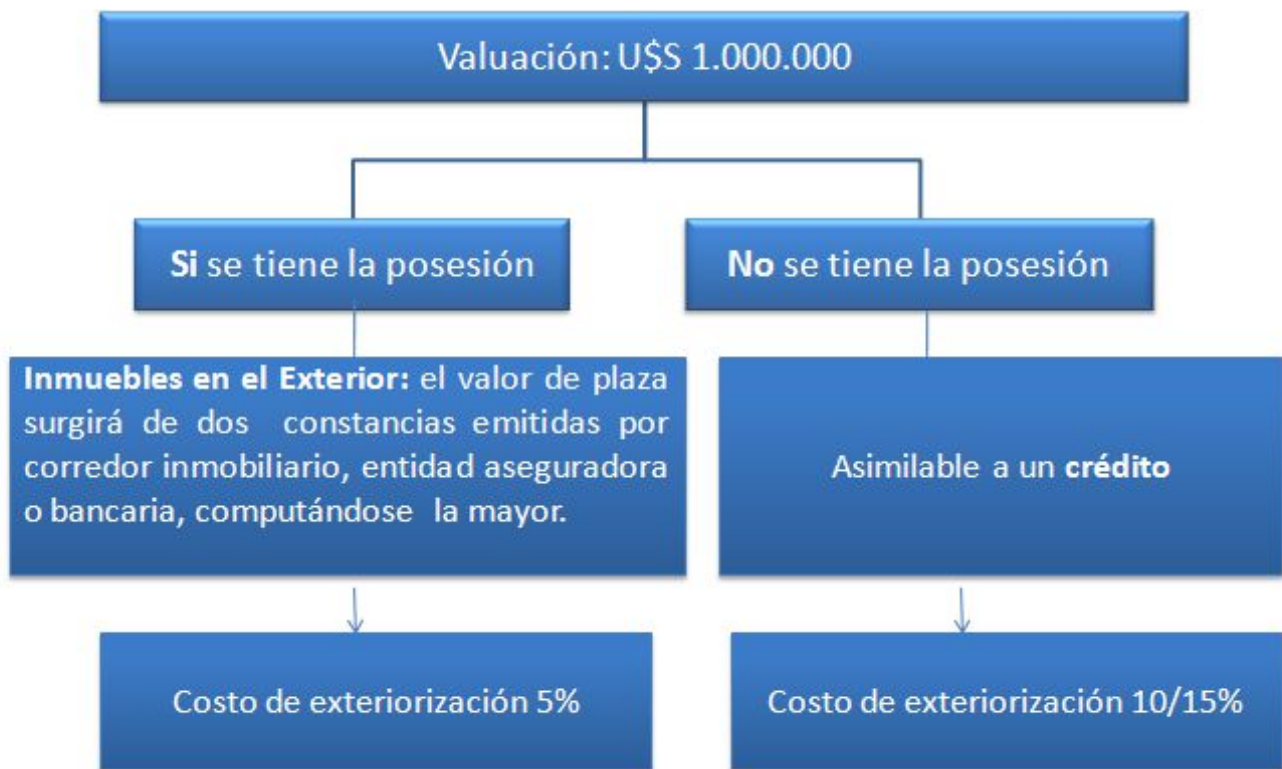 Valuación: U$S 1.000.000
Si se tiene la posesión
No se tiene la posesión
Inmuebles en el Exterior: el valor de plaza
surgirá de dos constancias emitidas por
corredor inmobiliario, entidad aseguradora
o bancaria, computándose la mayor.
Asimilable a un crédito
Costo de exteriorización 5%
Costo de exteriorización 10/15%